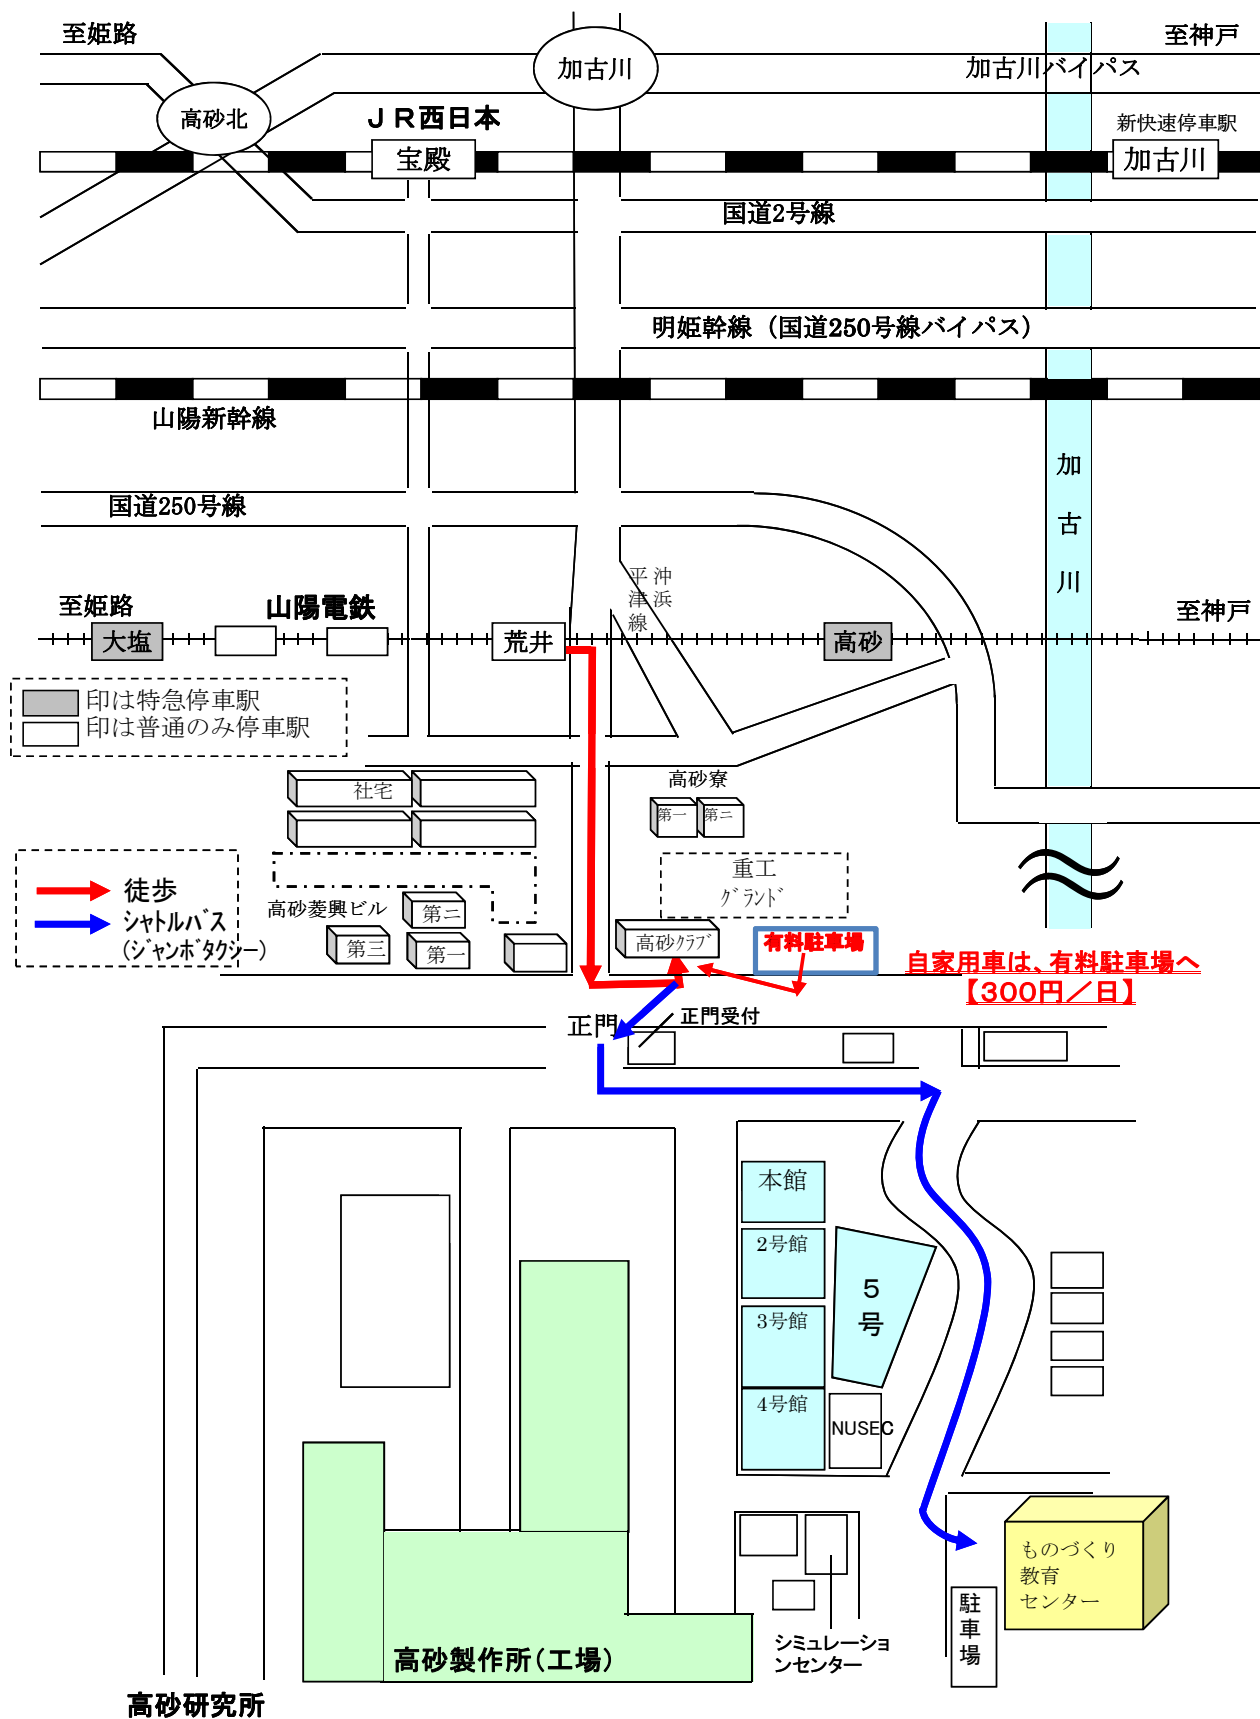 至姫路
加古川
至神戸
加古川バイパス
高砂北
ＪＲ西日本
新快速停車駅
宝殿
加古川
国道2号線
明姫幹線（国道250号線バイパス）
山陽新幹線
加古川
国道250号線
沖浜
平津線
至姫路
山陽電鉄
至神戸
大塩
荒井
高砂
印は特急停車駅
印は普通のみ停車駅
高砂寮
社宅
第一
第二
重工
グランド
徒歩
シャトルバス
(ジャンボタクシー)
高砂菱興ビル
第二
第三
第一
高砂クラブ
有料駐車場
自家用車は、有料駐車場へ
【300円／日】
正門
正門受付
本館
2号館
5号
3号館
4号館
NUSEC
ものづくり
教育
センター
駐車場
シミュレーショ
ンセンター
高砂製作所（工場）
高砂研究所